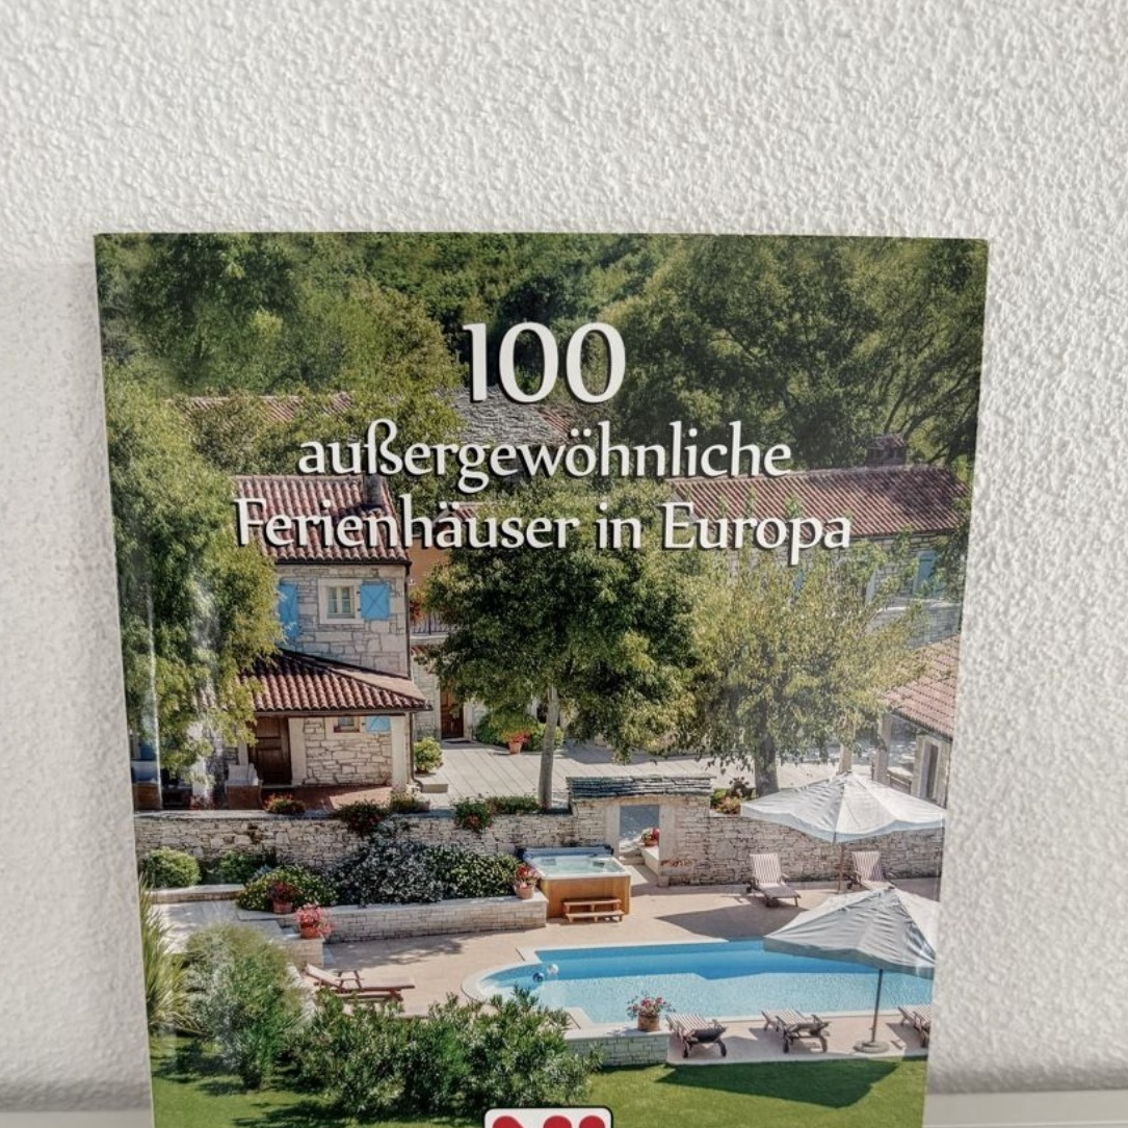 100
außergewöhnliche
Ferienhäuser in Europa